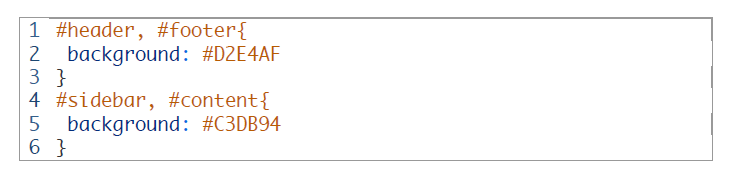 1 #header, #footer{
2  background: #D2E4AF
3 }
4 #sidebar, #content{
5  background: #C3DB94
6 }